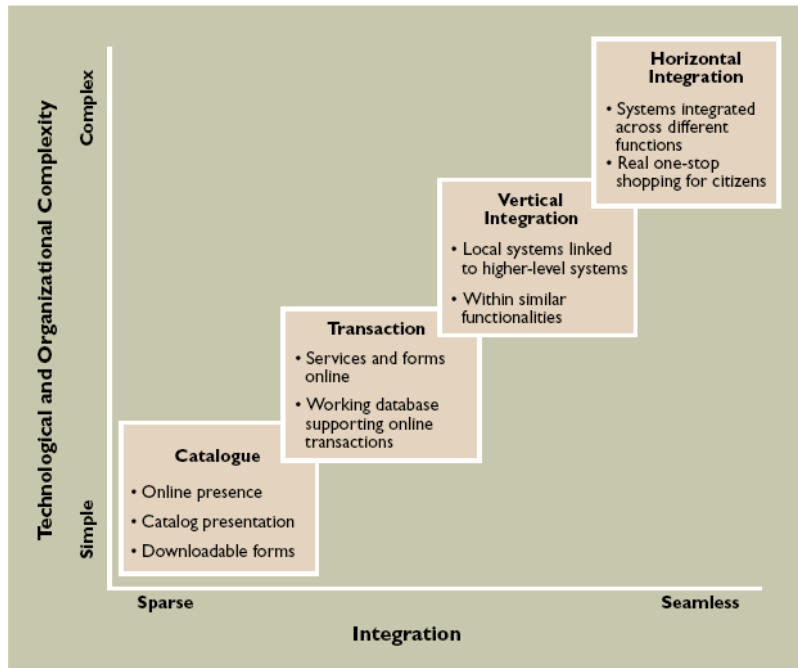 Technological and Organizational Complexity
Complex
Simple
Horizontal
Integration
• Systems integrated
across different
functions
• Real one-stop
shopping for citizens
Vertical
Integration
• Local systems linked
to higher-level systems
• Within similar
functionalities
Transaction
• Services and forms
online
• Working database
supporting online
transactions
Catalogue
• Online presence
• Catalog presentation
• Downloadable forms
Sparse
Seamless
Integration